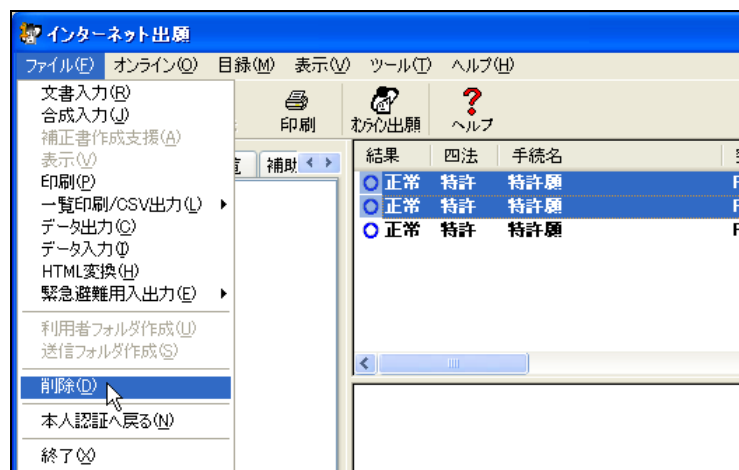 インターネット出願
ファイル(F) オンライン(O) 目録(M) 表示(V) ツール(T) ヘルプ(H)
印刷 オンライン出願 ヘルプ
補助
結果 四法 手続名
正常 特許 特許願
正常 特許 特許願
正常 特許 特許願
文書入力(R)
合成入力(J)
補正書作成支援(A)
表示(V)
印刷(P)
一覧印刷/CSV出力(L)
データ出力(C)
データ入力(I)
HTML変換(H)
緊急避難用入出力(E)
利用者フォルダ作成(U)
送信フォルダ作成(S)
削除(D)
本人認証へ戻る(N)
終了(X)